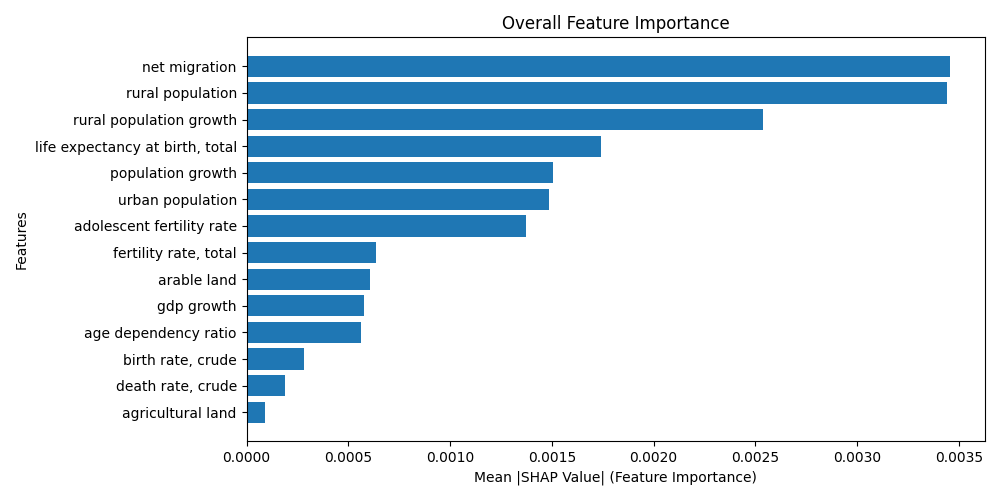 Overall Feature Importance
net migration
rural population
rural population growth
life expectancy at birth, total
population growth
urban population
adolescent fertility rate
fertility rate, total
arable land
gdp growth
age dependency ratio
birth rate, crude
death rate, crude
agricultural land
Features
0.0000 0.0005 0.0010 0.0015 0.0020 0.0025 0.0030 0.0035
Mean |SHAP Value| (Feature Importance)